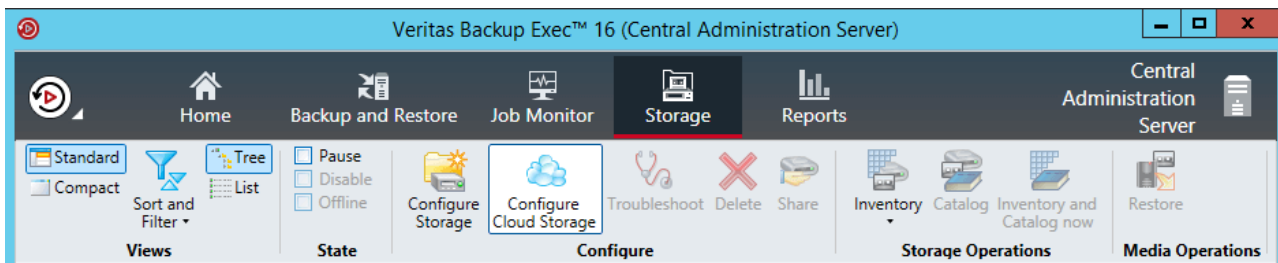 Veritas Backup Exec™ 16 (Central Administration Server)
Home
Backup and Restore
Job Monitor
Storage
Reports
Central
Administration
Server
Standard
Compact
Sort and
Filter
Tree
List
Views
Pause
Disable
Offline
State
Configure
Storage
Configure
Cloud Storage
Troubleshoot
Delete
Share
Configure
Inventory
Catalog
Inventory and
Catalog now
Storage Operations
Restore
Media Operations